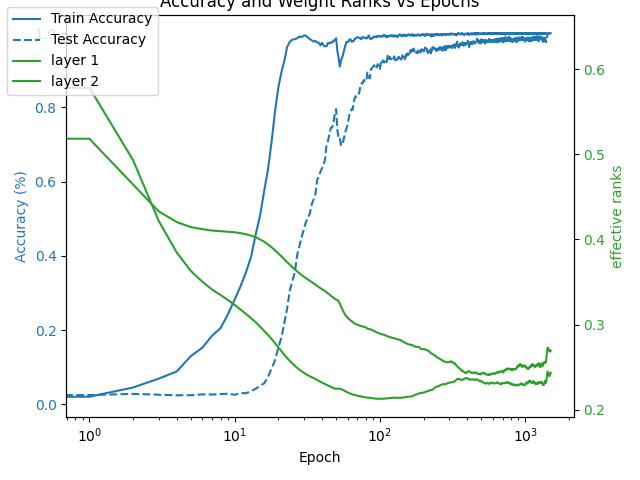 Accuracy and Weight Ranks vs Epochs
Train Accuracy
Test Accuracy
layer 1
layer 2
1.0
0.8
0.6
0.4
0.2
0.0
Accuracy (%)
0.6
0.5
0.4
0.3
0.2
effective ranks
10⁰ 10¹ 10² 10³
Epoch